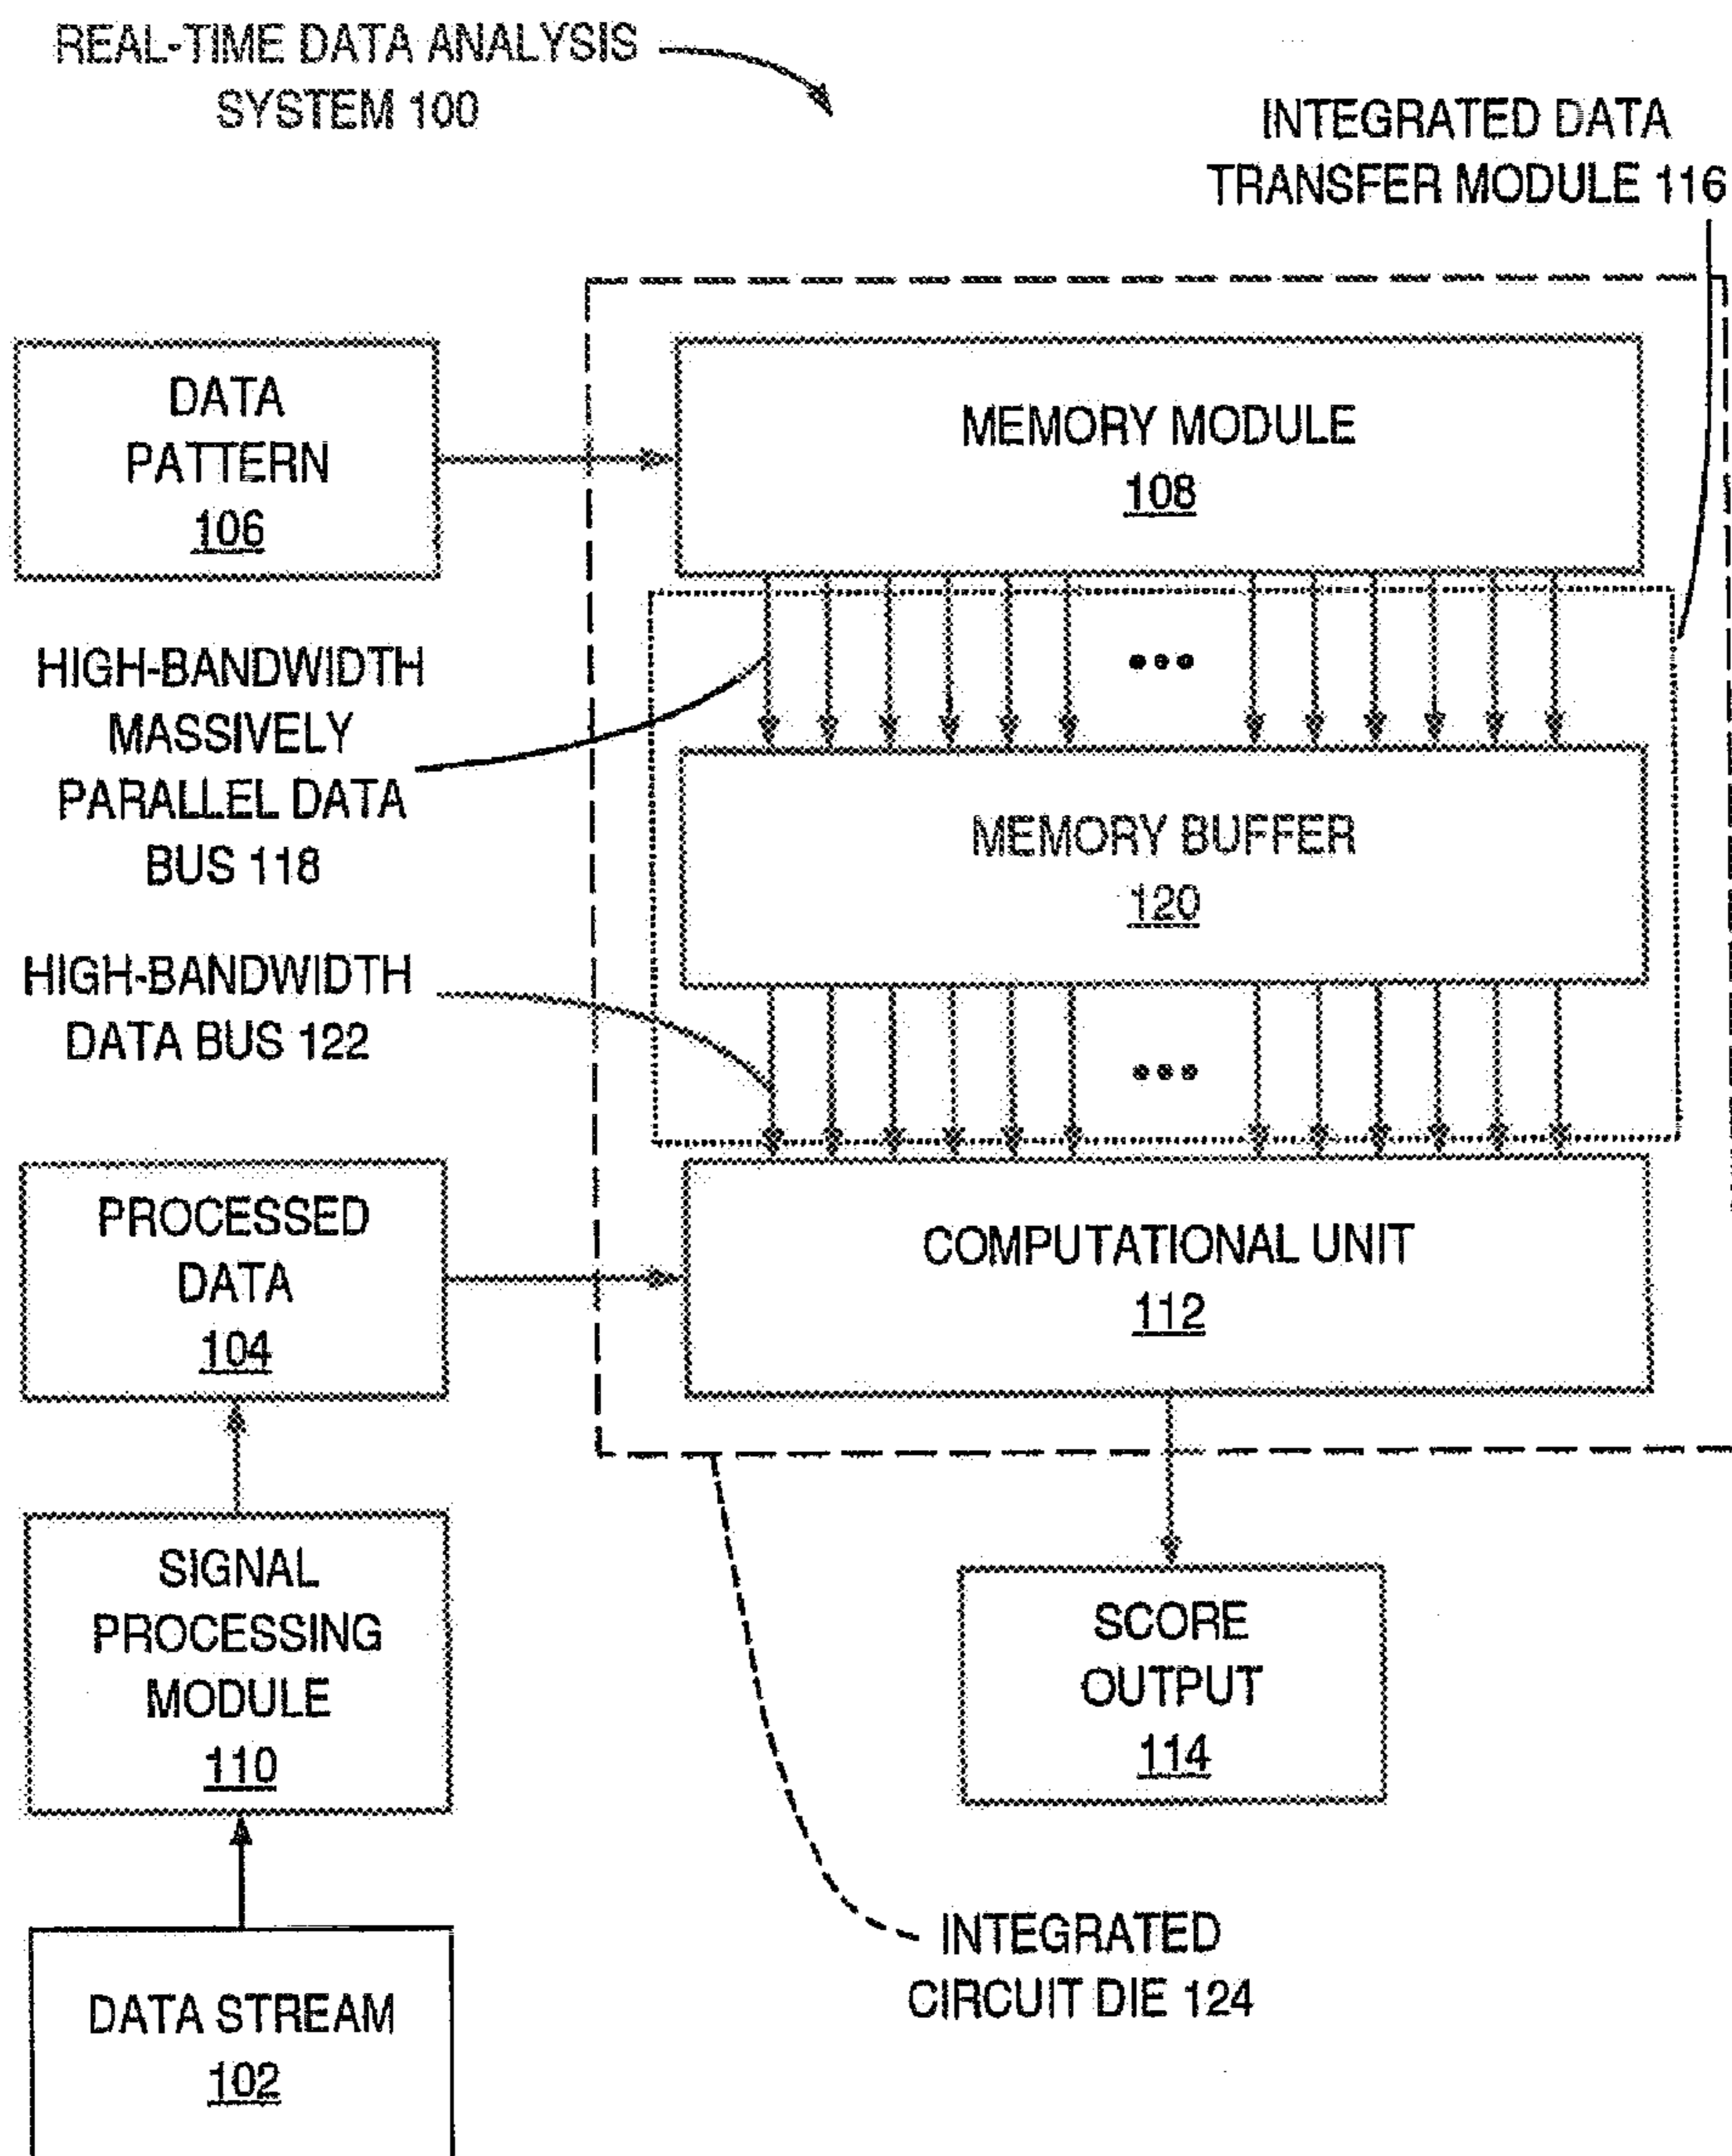 REAL-TIME DATA ANALYSIS
SYSTEM 100
INTEGRATED DATA
TRANSFER MODULE 116
DATA
PATTERN
106
MEMORY MODULE
108
HIGH-BANDWIDTH
MASSIVELY
PARALLEL DATA
BUS 118
MEMORY BUFFER
120
HIGH-BANDWIDTH
DATA BUS 122
PROCESSED
DATA
104
COMPUTATIONAL UNIT
112
SIGNAL
PROCESSING
MODULE
110
SCORE
OUTPUT
114
INTEGRATED
CIRCUIT DIE 124
DATA STREAM
102